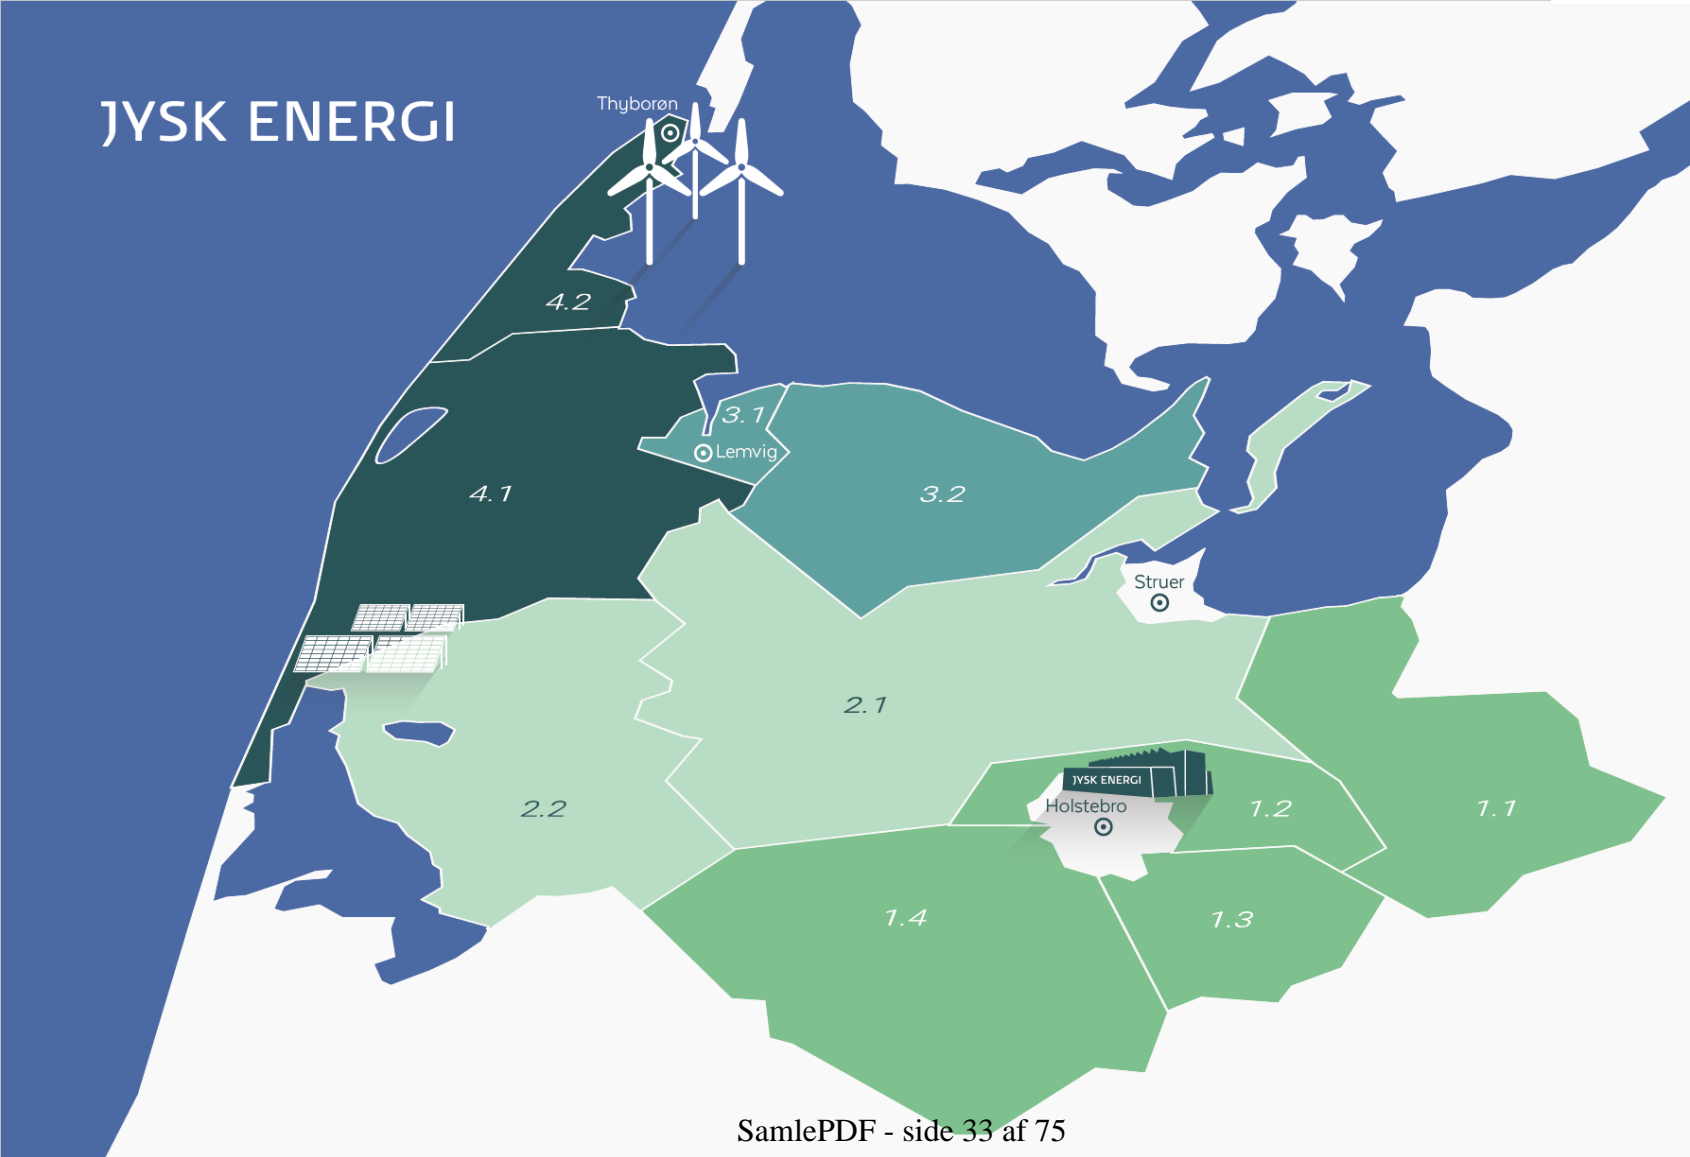 Thyborøn
JYSK ENERGI
4.2
3.1
Lemvig
4.1
3.2
Struer
2.1
JYSK ENERGI
Holstebro
2.2
1.2
1.1
1.4
1.3
SamlePDF - side 33 af 75